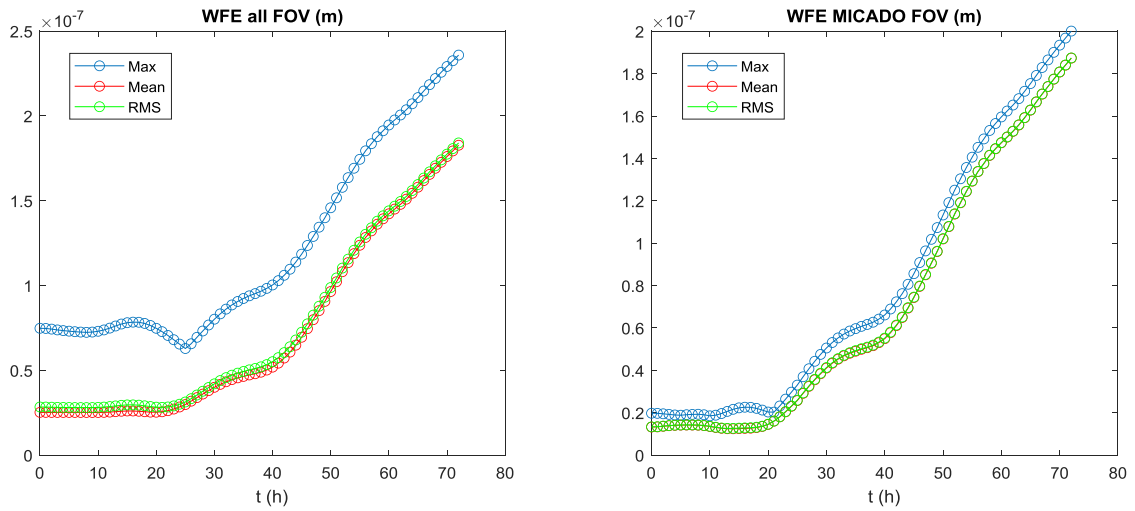 WFE all FOV (m)
×10⁻⁷
2.5
2
1.5
1
0.5
0
0 10 20 30 40 50 60 70 80
t (h)
Max
Mean
RMS
WFE MICADO FOV (m)
×10⁻⁷
2
1.8
1.6
1.4
1.2
1
0.8
0.6
0.4
0.2
0
0 10 20 30 40 50 60 70 80
t (h)
Max
Mean
RMS